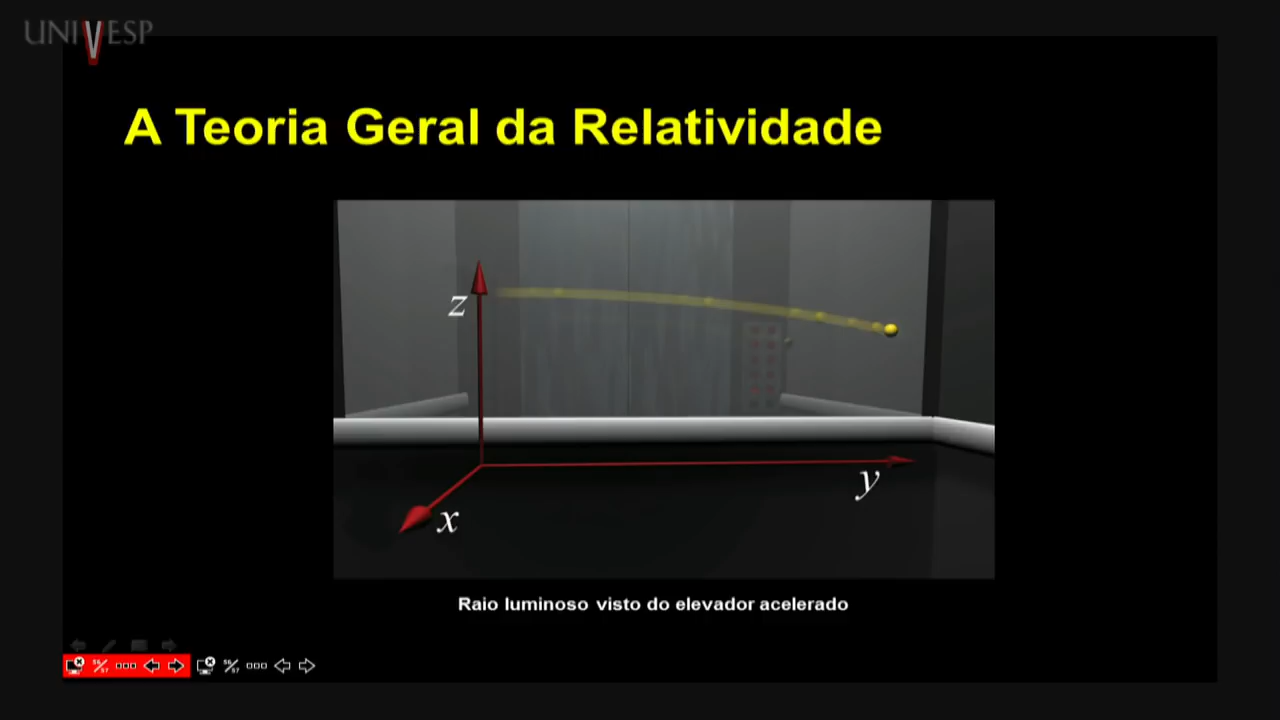 UNIVESP
A Teoria Geral da Relatividade
z
y
x
Raio luminoso visto do elevador acelerado